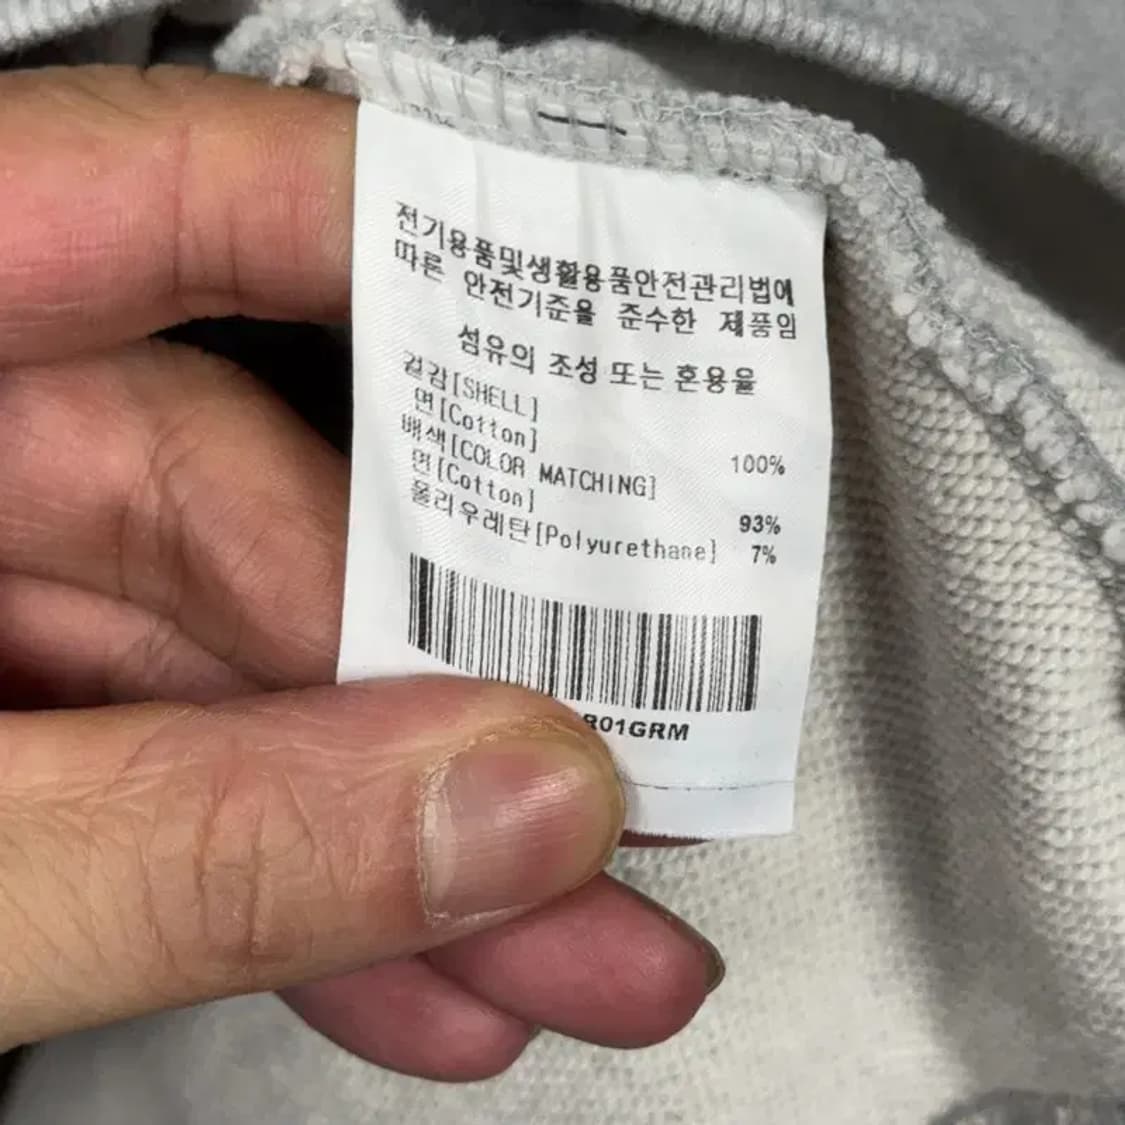 전기용품및생활용품안전관리법에
따른 안전기준을 준수한 제품임
섬유의 조성 또는 혼용율
겉감[SHELL]
면[Cotton] 100%
배색[COLOR MATCHING]
면[Cotton] 93%
폴리우레탄[Polyurethane] 7%
R01GRM